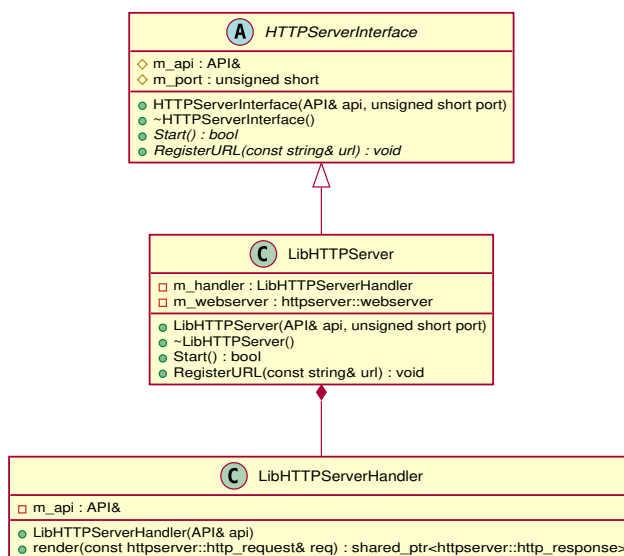 A HTTPServerInterface
m_api : API&
m_port : unsigned short
HTTPServerInterface(API& api, unsigned short port)
~HTTPServerInterface()
Start() : bool
RegisterURL(const string& url) : void
C LibHTTPServer
m_handler : LibHTTPServerHandler
m_webserver : httpserver::webserver
LibHTTPServer(API& api, unsigned short port)
~LibHTTPServer()
Start() : bool
RegisterURL(const string& url) : void
C LibHTTPServerHandler
m_api : API&
LibHTTPServerHandler(API& api)
render(const httpserver::http_request& req) : shared_ptr<httpserver::http_response>